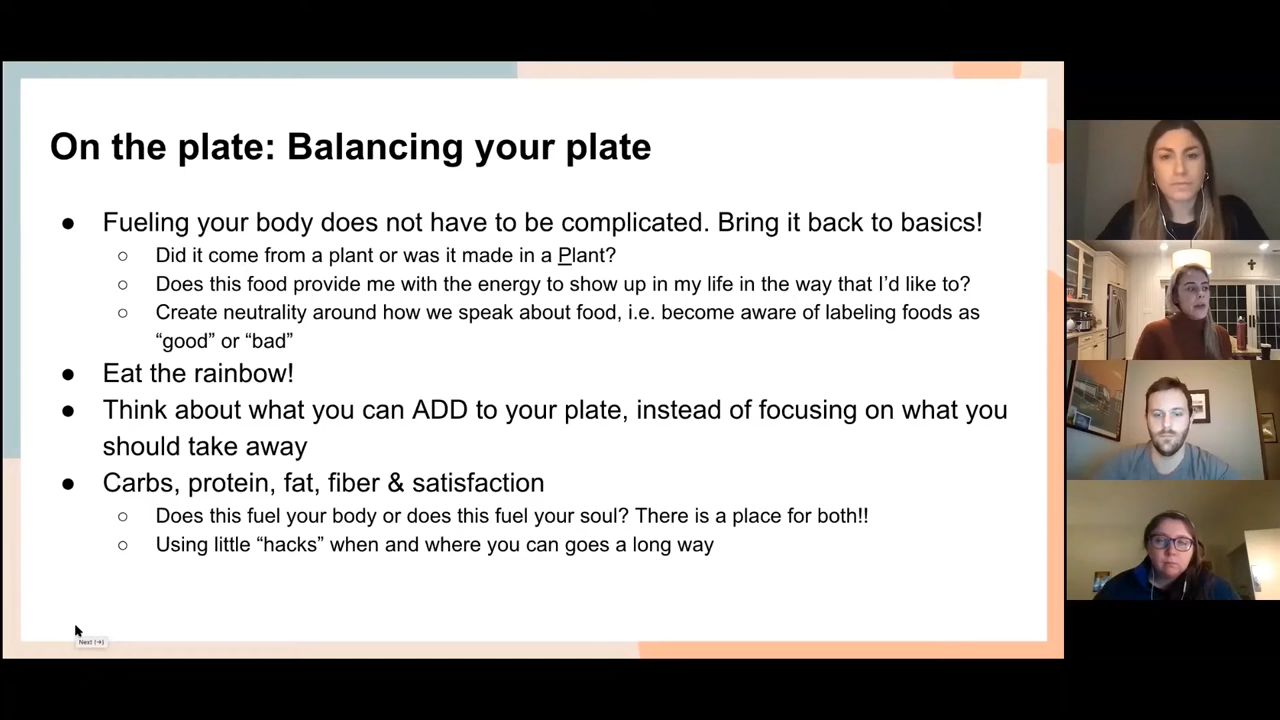 On the plate: Balancing your plate
● Fueling your body does not have to be complicated. Bring it back to basics!
○ Did it come from a plant or was it made in a Plant?
○ Does this food provide me with the energy to show up in my life in the way that I’d like to?
○ Create neutrality around how we speak about food, i.e. become aware of labeling foods as
“good” or “bad”
● Eat the rainbow!
● Think about what you can ADD to your plate, instead of focusing on what you
should take away
● Carbs, protein, fat, fiber & satisfaction
○ Does this fuel your body or does this fuel your soul? There is a place for both!!
○ Using little “hacks” when and where you can goes a long way
Next (→)